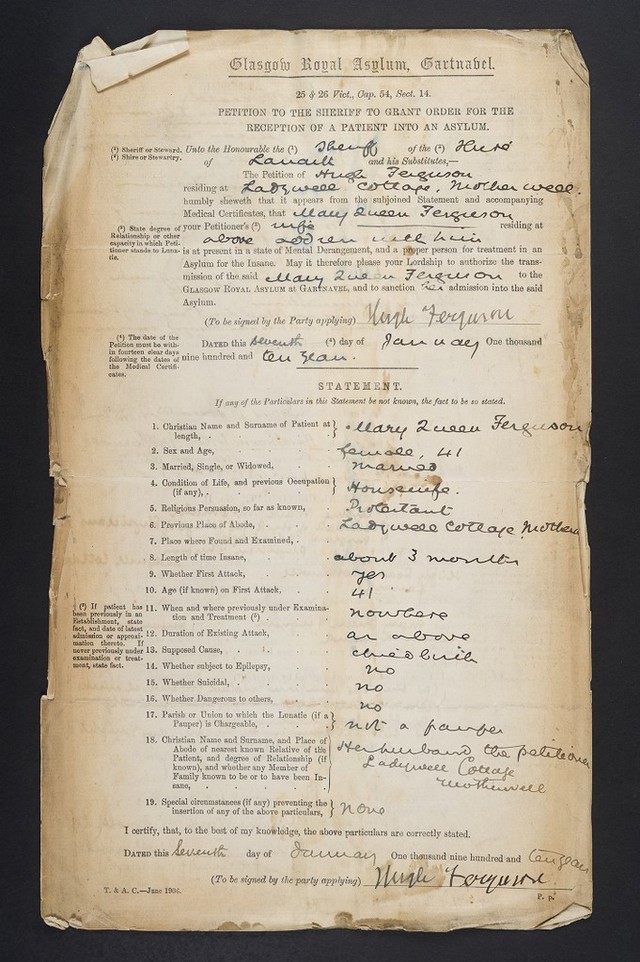 Glasgow Royal Asylum, Gartnavel.
25 & 26 Vict., Cap. 54, Sect. 14.
PETITION TO THE SHERIFF TO GRANT ORDER FOR THE
RECEPTION OF A PATIENT INTO AN ASYLUM.
(¹) Sheriff or Steward.
(²) Shire or Stewartry.
Unto the Honourable the (¹) Sheriff of the (²)
of Lanark and his Substitutes,—
The Petition of Hugh Ferguson
residing at Ladywell Cottage, Motherwell.
humbly sheweth that it appears from the subjoined Statement and accompanying
Medical Certificates, that Mary Queen Ferguson
(³) State degree of
Relationship or other
capacity in which Peti-
tioner stands to Luna-
tic.
your Petitioner's (³) wife residing at
above address with him
is at present in a state of Mental Derangement, and a proper person for treatment in an
Asylum for the Insane. May it therefore please your Lordship to authorize the trans-
mission of the said Mary Queen Ferguson to the
GLASGOW ROYAL ASYLUM AT GARTNAVEL, and to sanction her admission into the said
Asylum.
(To be signed by the Party applying) Hugh Ferguson
(⁴) The date of the
Petition must be with-
in fourteen clear days
following the dates of
the Medical Certifi-
cates.
DATED this seventh (⁴) day of January One thousand
nine hundred and ten years.
STATEMENT.
If any of the Particulars in this Statement be not known, the fact to be so stated.
1. Christian Name and Surname of Patient at
length, . Mary Queen Ferguson
2. Sex and Age, female, 41
3. Married, Single, or Widowed, married
4. Condition of Life, and previous Occupation
(if any), . Housewife.
5. Religious Persuasion, so far as known, Protestant
6. Previous Place of Abode, Ladywell Cottage
7. Place where Found and Examined, .
8. Length of time Insane, about 3 months
9. Whether First Attack, yes
10. Age (if known) on First Attack, 41
(⁵) If patient has
been previously in an
Establishment, state
fact, and date of latest
admission or approxi-
mation thereto. If
never previously under
examination or treat-
ment, state fact.
11. When and where previously under Examina-
tion and Treatment (⁵) . nowhere
12. Duration of Existing Attack, as above
13. Supposed Cause, childbirth
14. Whether subject to Epilepsy, no
15. Whether Suicidal, no
16. Whether Dangerous to others, no
17. Parish or Union to which the Lunatic (if a
Pauper) is Chargeable, not a pauper
18. Christian Name and Surname, and Place of
Abode of nearest known Relative of the
Patient, and degree of Relationship (if
known), and whether any Member of
Family known to be or to have been In-
sane,
Her husband the petitioner
Ladywell Cottage
Motherwell
19. Special circumstances (if any) preventing the
insertion of any of the above particulars, none
I certify that, to the best of my knowledge, the above particulars are correctly stated.
DATED this Seventh day of January One thousand nine hundred and ten years
(To be signed by the party applying) Hugh Ferguson
T. & A. C.—June 1906.
P. p.